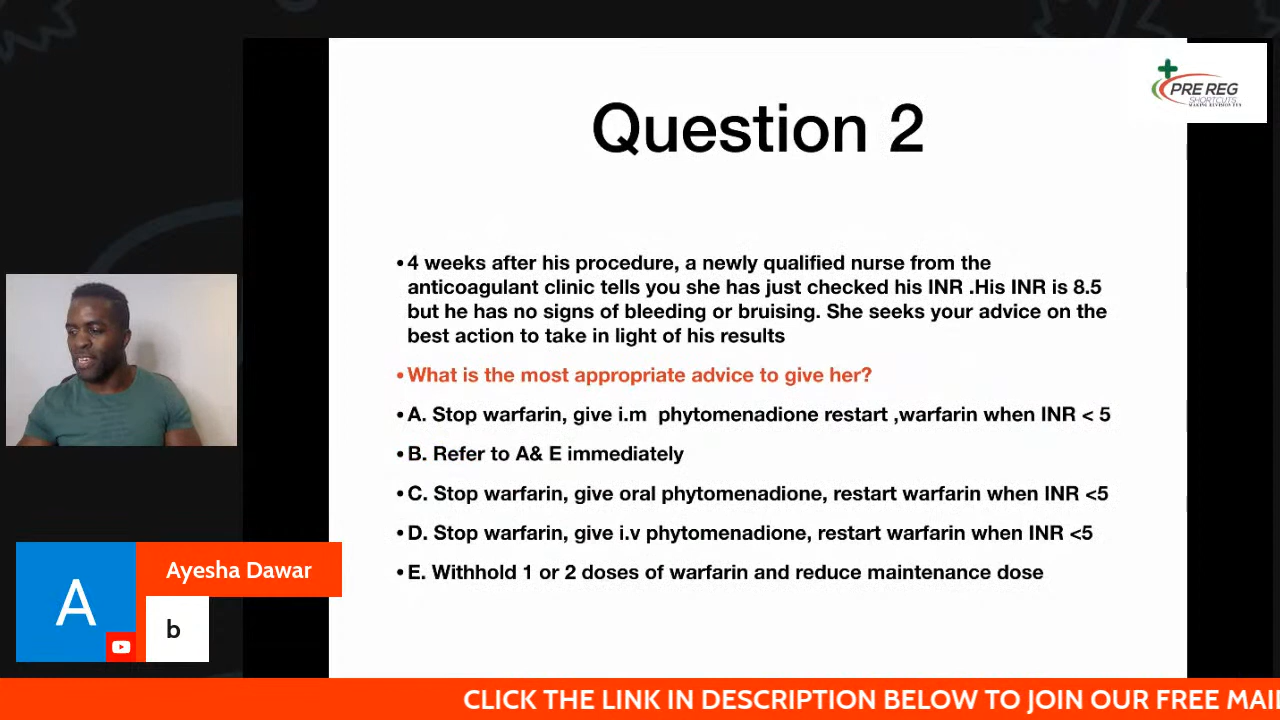 PRE REG
SHORTCUTS
MAKING REVISION FUN
Question 2
•4 weeks after his procedure, a newly qualified nurse from the
anticoagulant clinic tells you she has just checked his INR .His INR is 8.5
but he has no signs of bleeding or bruising. She seeks your advice on the
best action to take in light of his results
•What is the most appropriate advice to give her?
•A. Stop warfarin, give i.m  phytomenadione restart ,warfarin when INR < 5
•B. Refer to A& E immediately
•C. Stop warfarin, give oral phytomenadione, restart warfarin when INR <5
•D. Stop warfarin, give i.v phytomenadione, restart warfarin when INR <5
•E. Withhold 1 or 2 doses of warfarin and reduce maintenance dose
Ayesha Dawar
A
b
CLICK THE LINK IN DESCRIPTION BELOW TO JOIN OUR FREE MAI